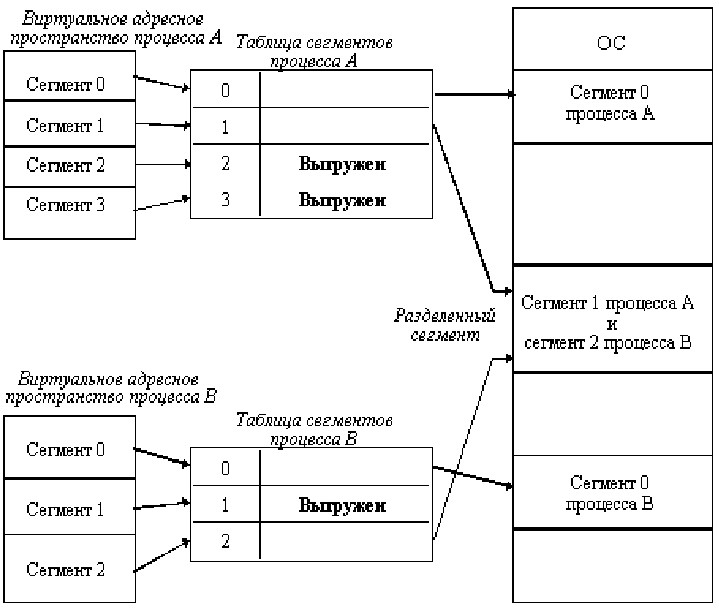 Виртуальное адресное
пространство процесса A
Сегмент 0
Сегмент 1
Сегмент 2
Сегмент 3
Таблица сегментов
процесса A
0
1
2 Выгружен
3 Выгружен
ОС
Сегмент 0
процесса A
Сегмент 1 процесса A
и
сегмент 2 процесса B
Разделенный
сегмент
Виртуальное адресное
пространство процесса B
Сегмент 0
Сегмент 1
Сегмент 2
Таблица сегментов
процесса B
0
1 Выгружен
2
Сегмент 0
процесса B